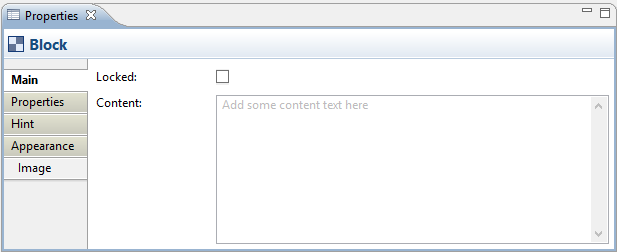 Properties
Block
Main
Properties
Hint
Appearance
Image
Locked:
Content:
Add some content text here